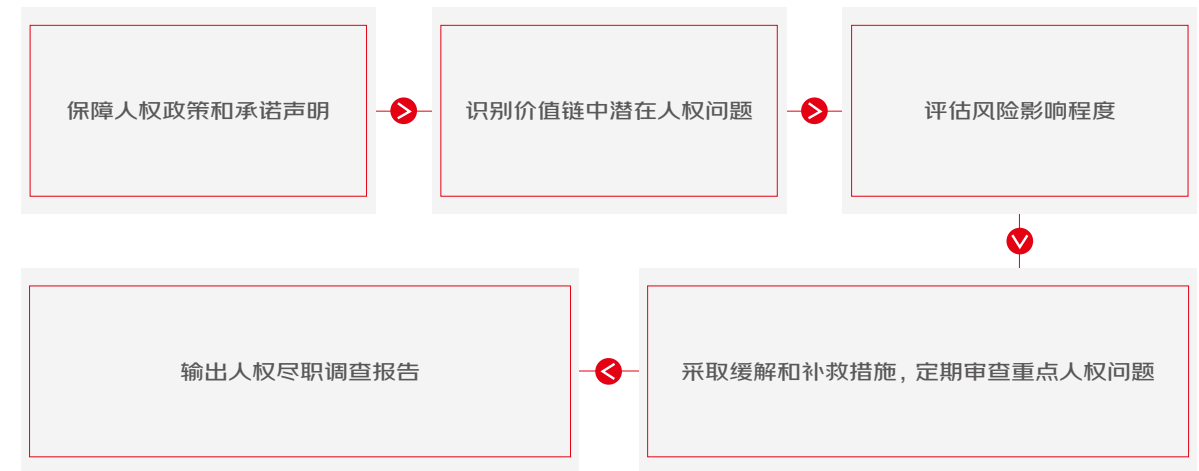 保障人权政策和承诺声明
识别价值链中潜在人权问题
评估风险影响程度
采取缓解和补救措施，定期审查重点人权问题
输出人权尽职调查报告